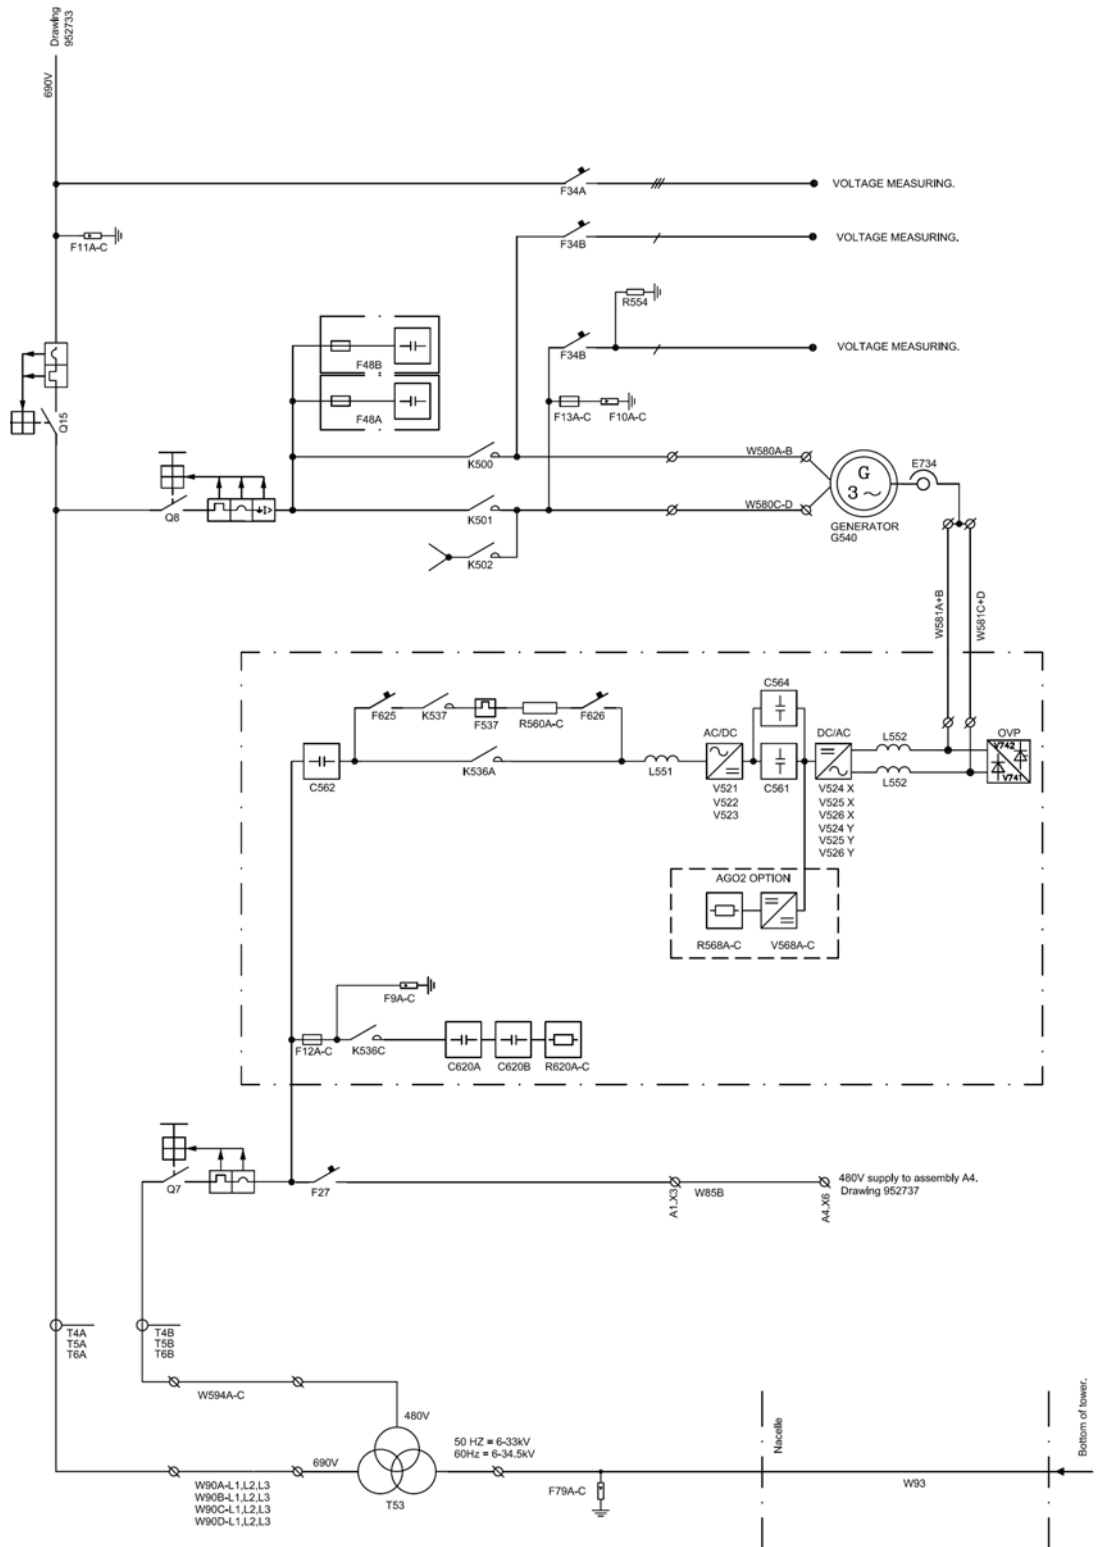 Drawing
952733
690V
F34A
VOLTAGE MEASURING.
F11A-C
F34B
VOLTAGE MEASURING.
R554
F34B
VOLTAGE MEASURING.
F48B
F48A
F13A-C
F10A-C
Q15
K500
W580A-B
G
3 ~
E734
Q8
K501
W580C-D
GENERATOR
G540
K502
W581A+B
W581C+D
C564
F625
K537
F537
R560A-C
F626
AC/DC
DC/AC
L552
OVP
V742
V741
C562
K536A
L551
C561
L552
V521
V522
V523
V524 X
V525 X
V526 X
V524 Y
V525 Y
V526 Y
AGO2 OPTION
R568A-C
V568A-C
F9A-C
F12A-C
K536C
C620A
C620B
R620A-C
Q7
F27
A1.X3
W85B
A4.X6
480V supply to assembly A4.
Drawing 952737
T4A
T5A
T6A
T4B
T5B
T6B
W594A-C
480V
50 HZ = 6-33kV
60Hz = 6-34.5kV
690V
Nacelle
Bottom of tower.
W90A-L1,L2,L3
W90B-L1,L2,L3
W90C-L1,L2,L3
W90D-L1,L2,L3
T53
F79A-C
W93